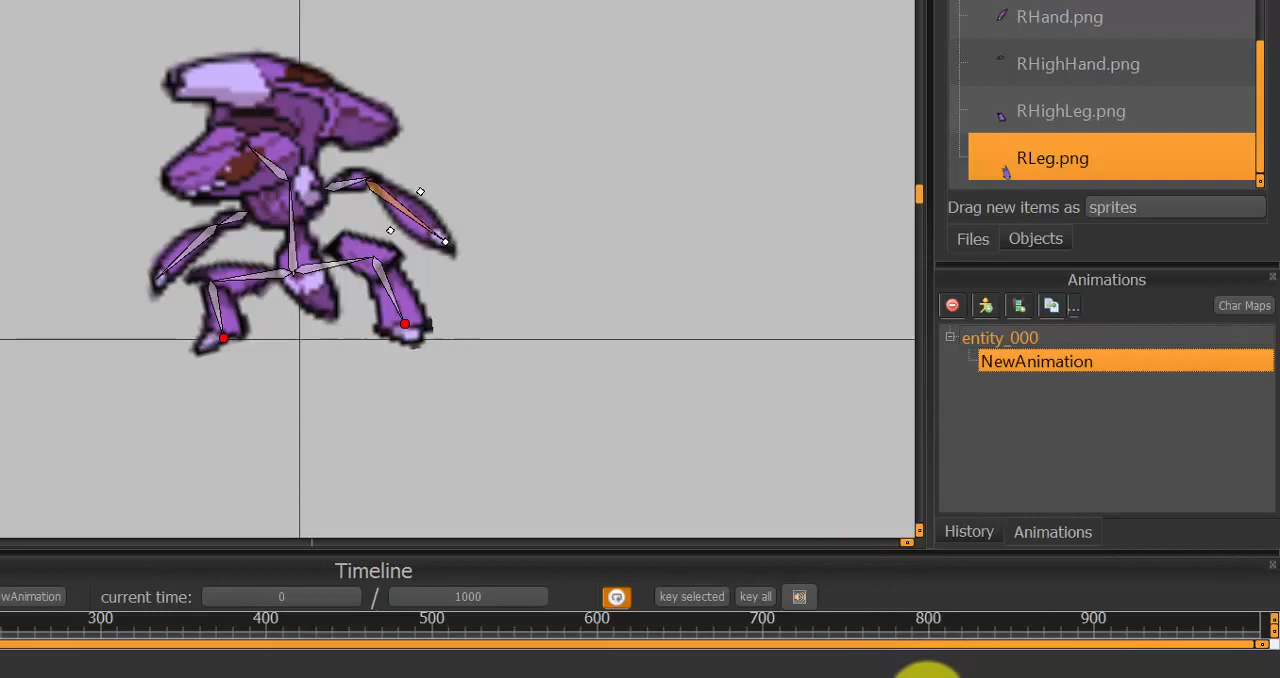 RHand.png
RHighHand.png
RHighLeg.png
RLeg.png
Drag new items as sprites
Files Objects
Animations
... Char Maps
entity_000
NewAnimation
History Animations
Timeline
wAnimation current time: 0 / 1000 key selected key all
300 400 500 600 700 800 900